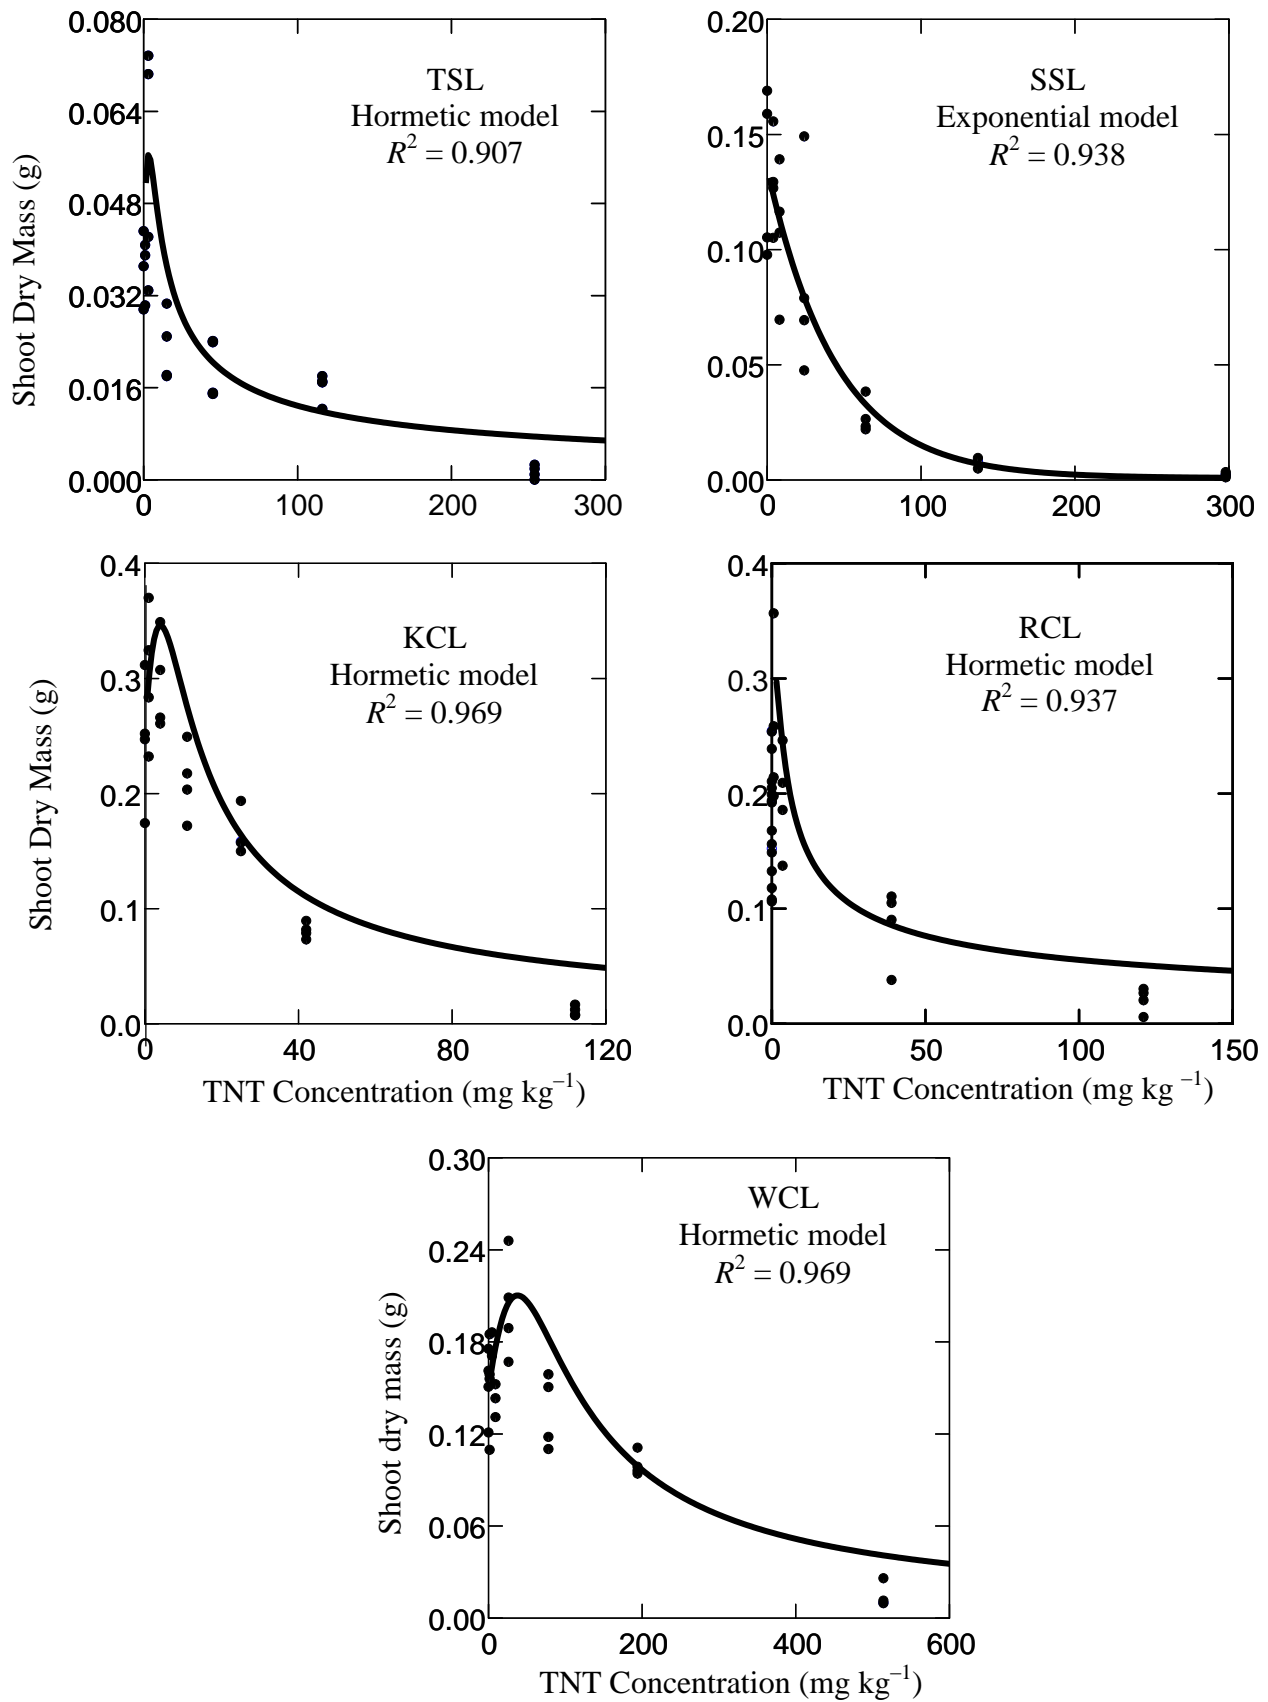 0.080
0.064
0.048
0.032
0.016
0.000
0
100
200
300
Shoot Dry Mass (g)
TSL
Hormetic model
R² = 0.907
0.20
0.15
0.10
0.05
0.00
0
100
200
300
SSL
Exponential model
R² = 0.938
0.4
0.3
0.2
0.1
0.0
0
40
80
120
Shoot Dry Mass (g)
KCL
Hormetic model
R² = 0.969
TNT Concentration (mg kg⁻¹)
0.4
0.3
0.2
0.1
0.0
0
50
100
150
RCL
Hormetic model
R² = 0.937
TNT Concentration (mg kg ⁻¹)
0.30
0.24
0.18
0.12
0.06
0.00
0
200
400
600
Shoot dry mass (g)
WCL
Hormetic model
R² = 0.969
TNT Concentration (mg kg⁻¹)